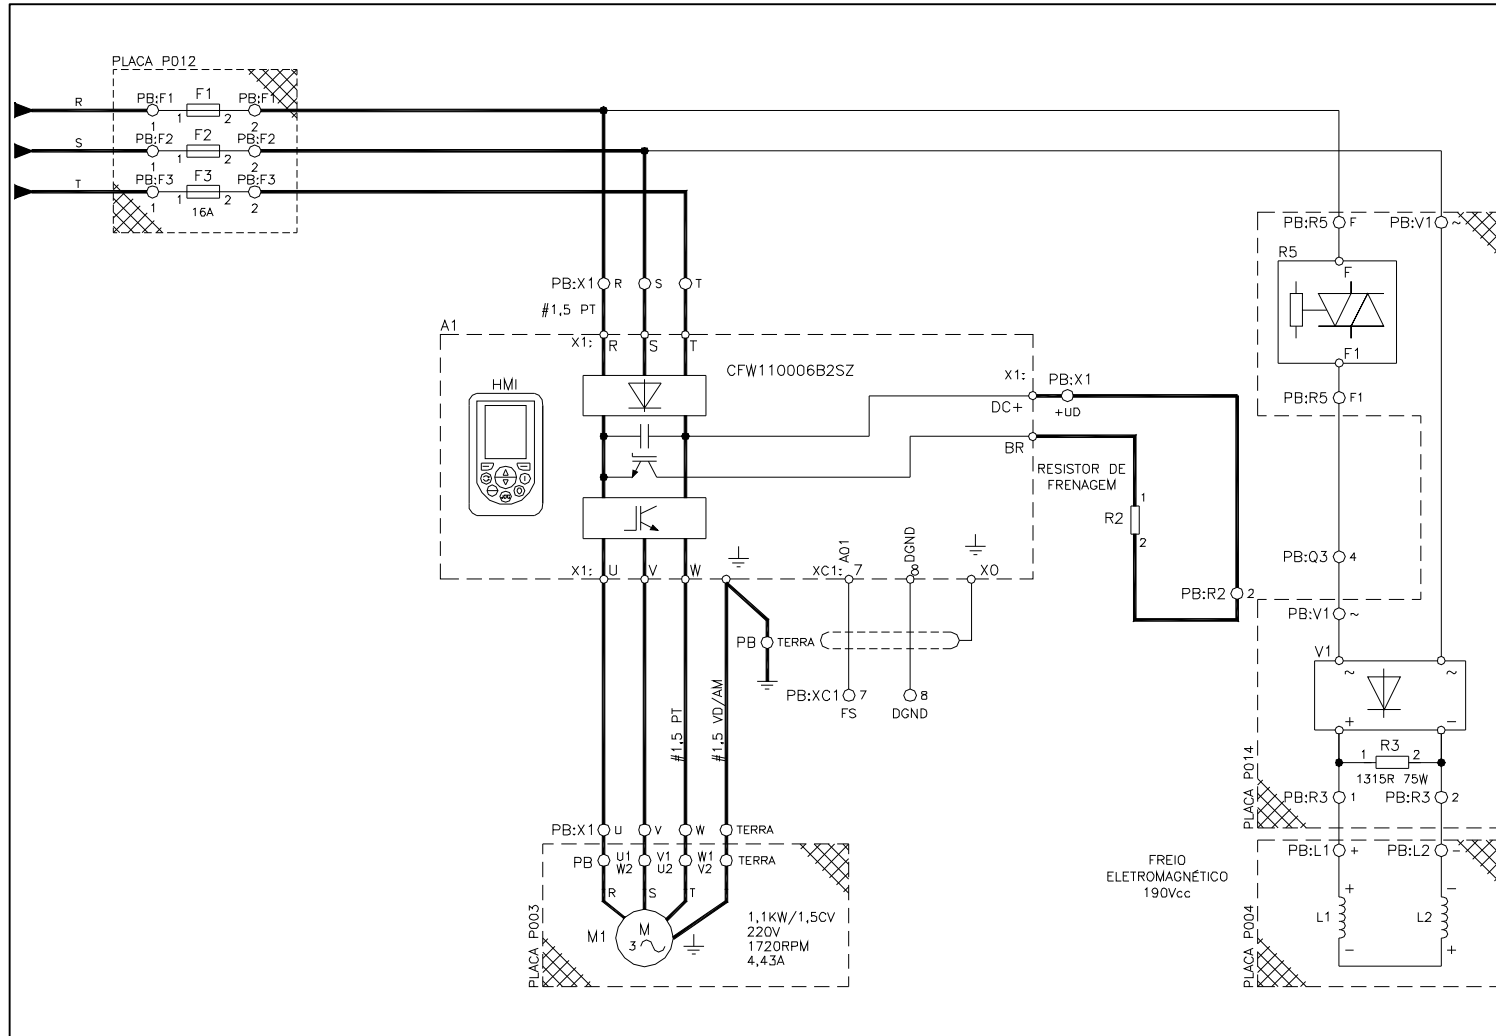 PLACA P012
R
PB:F1
F1
PB:F1
1
1
2
2
S
PB:F2
F2
PB:F2
1
1
2
2
T
PB:F3
F3
PB:F3
1
1
2
2
16A
PB:X1
R
S
T
#1,5 PT
A1
X1:
R
S
T
CFW110006B2SZ
HMI
X1:
DC+
PB:X1
+UD
BR
RESISTOR DE
FRENAGEM
R2
1
2
PB:R2
2
X1:
U
V
W
XC1:
AO1
7
DGND
8
XO
PB
TERRA
PB:XC1
7
8
FS
DGND
#1,5 PT
#1,5 VD/AM
PB:X1
U
V
W
TERRA
PB
U1
W2
V1
U2
W1
V2
TERRA
R
S
T
M1
M
3
1,1KW/1,5CV
220V
1720RPM
4,43A
PLACA P003
PB:R5
F
PB:V1
~
R5
F
F1
PB:R5
F1
PB:Q3
4
PB:V1
~
V1
~
~
+
−
R3
1
2
1315R 75W
PB:R3
1
PB:R3
2
PLACA P014
FREIO
ELETROMAGNÉTICO
190Vcc
PB:L1
+
PB:L2
−
+
−
L1
L2
−
+
PLACA P004